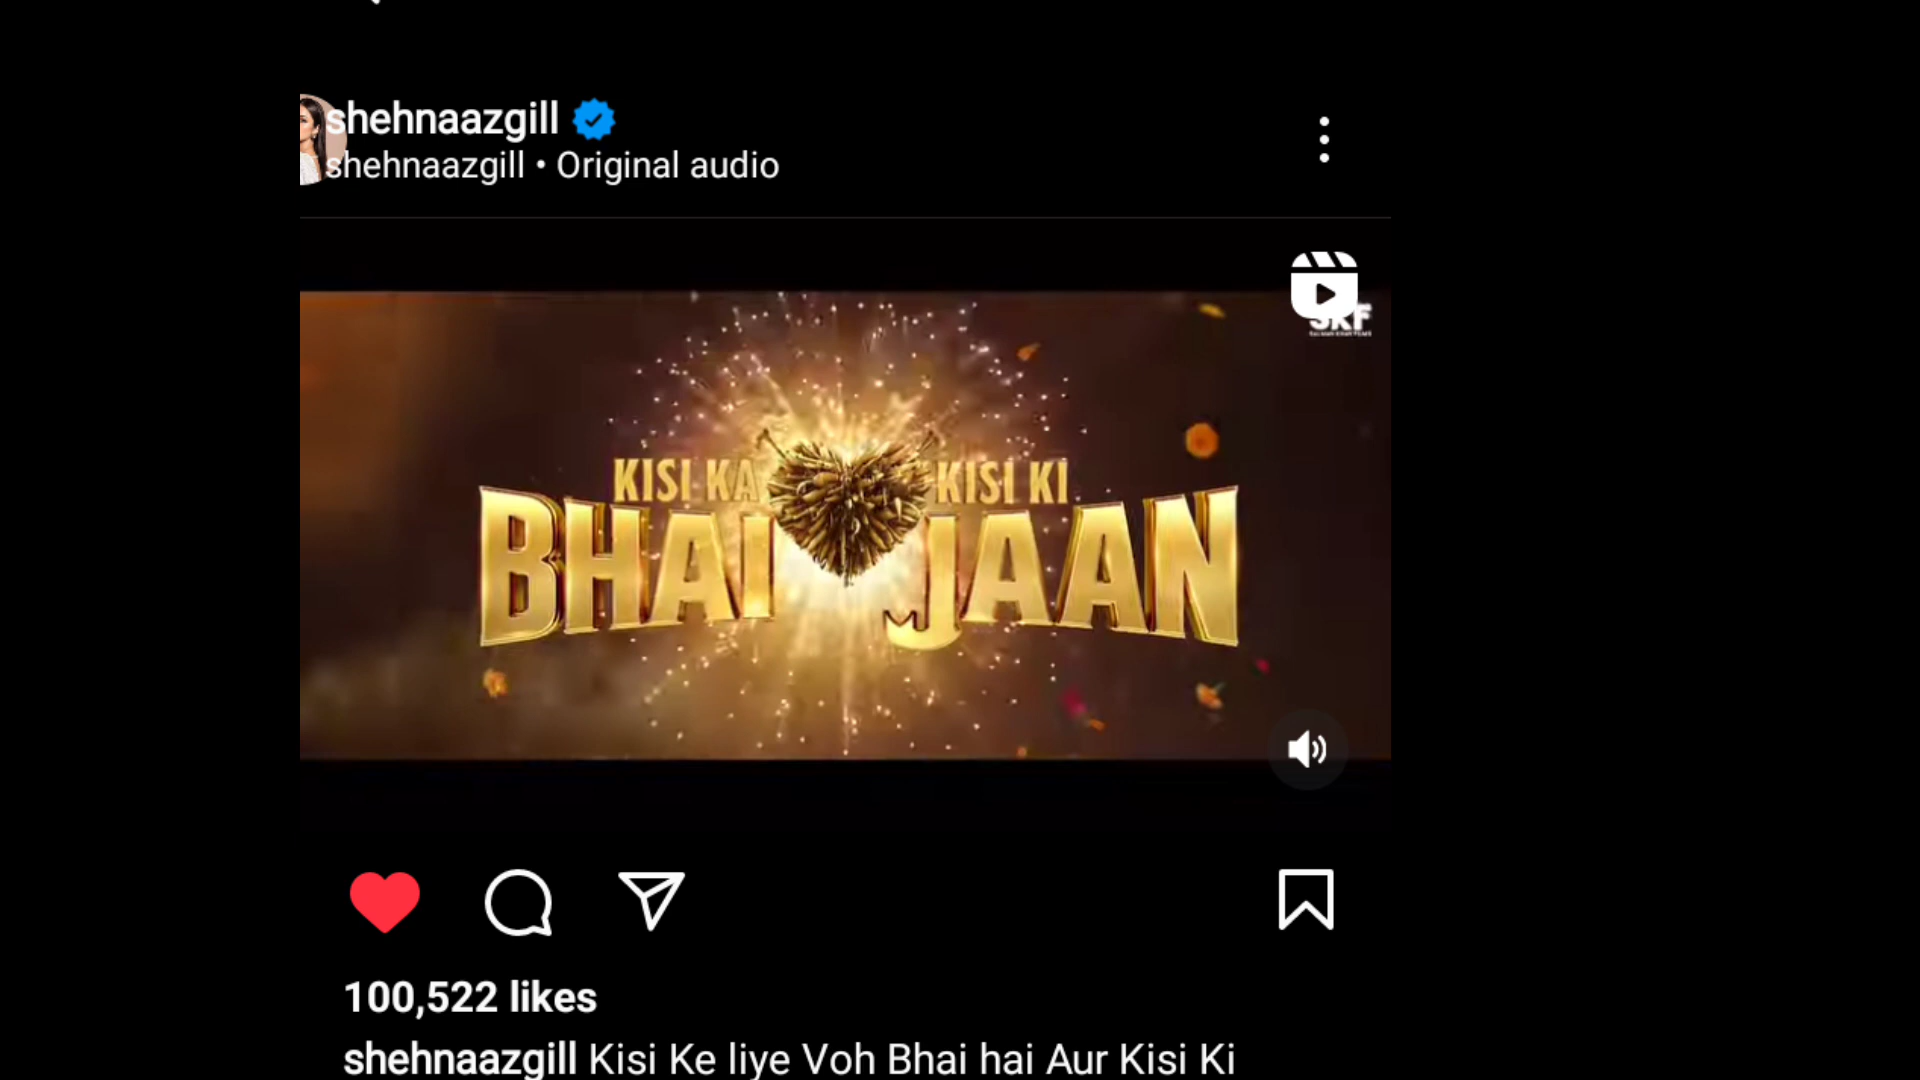 shehnaazgill
shehnaazgill • Original audio
SKF
KISI KA KISI KI
BHAI JAAN
100,522 likes
shehnaazgill Kisi Ke liye Voh Bhai hai Aur Kisi Ki